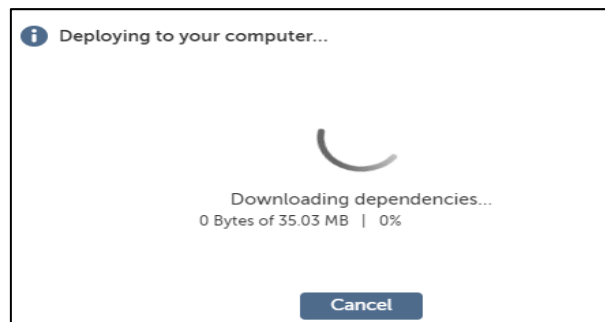 Deploying to your computer...
Downloading dependencies...
0 Bytes of 35.03 MB | 0%
Cancel